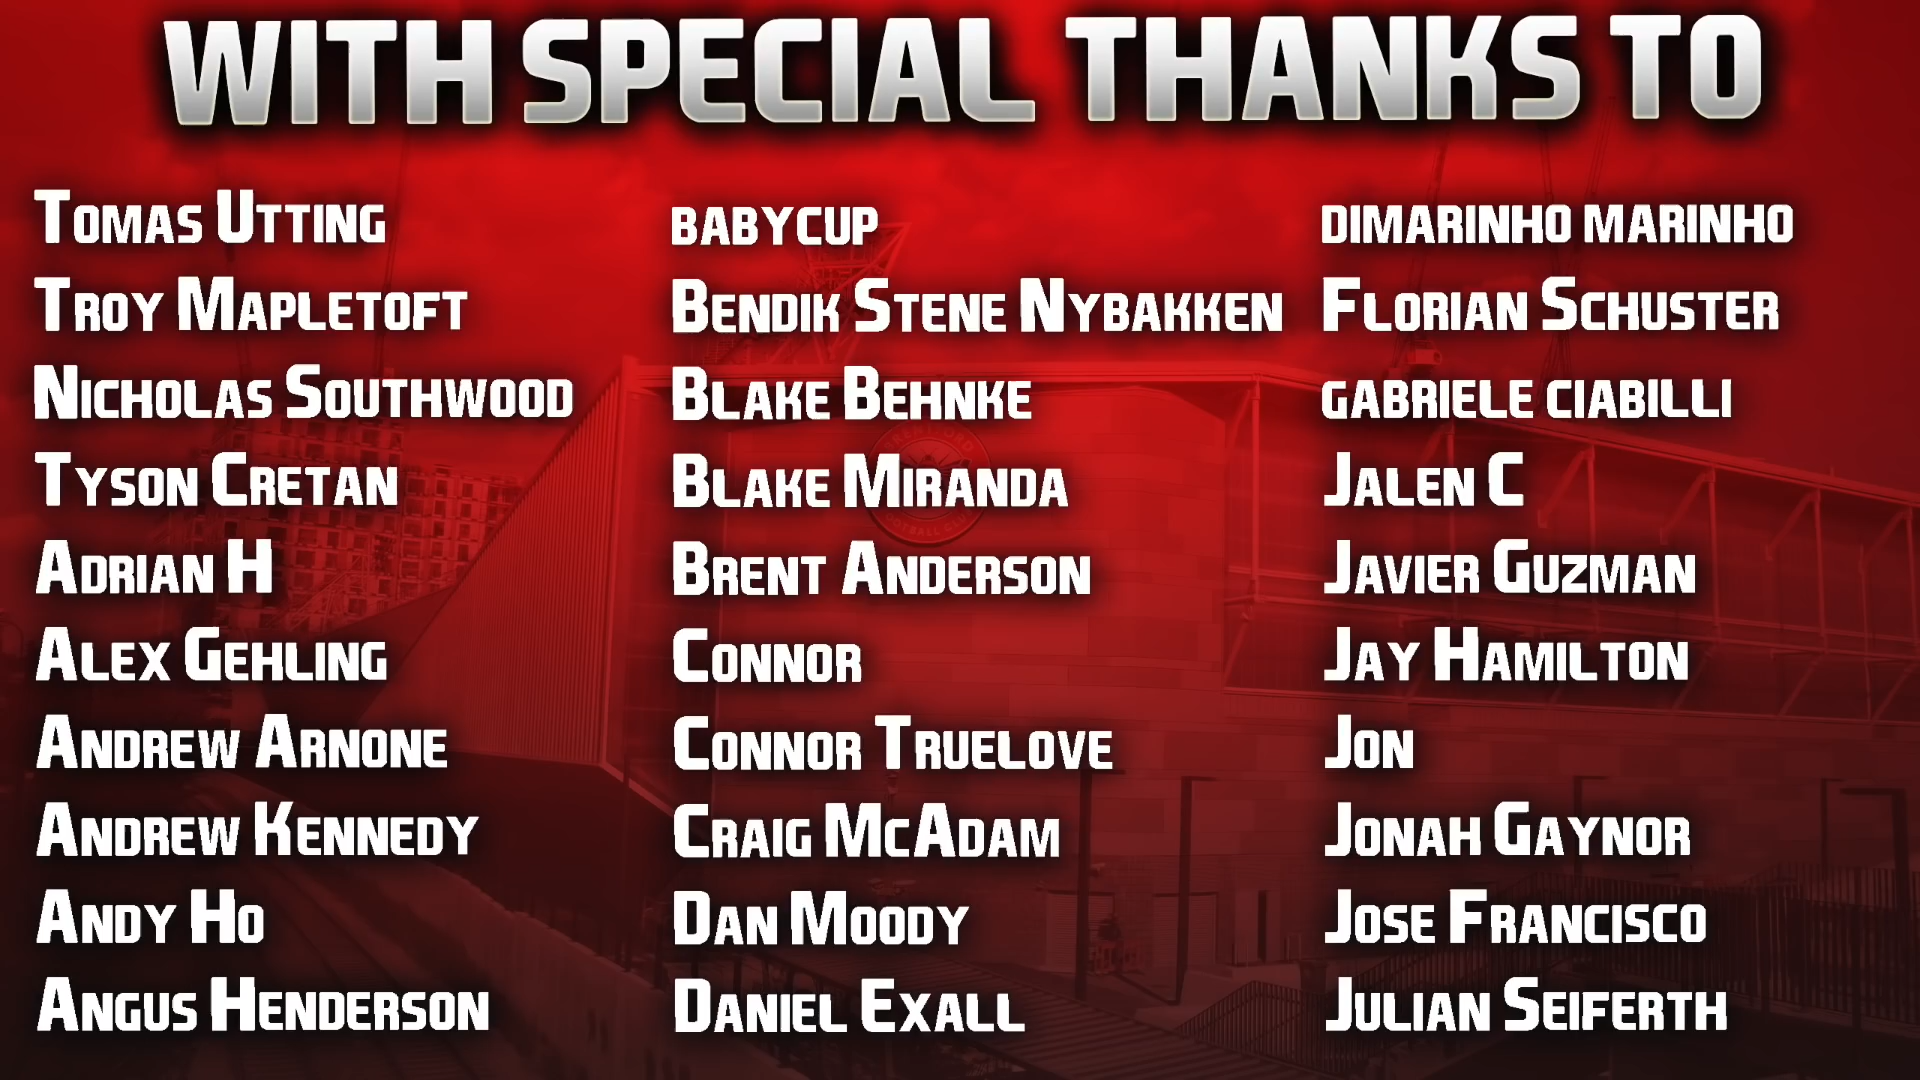 WITH SPECIAL THANKS TO
Tomas Utting
Troy Mapletoft
Nicholas Southwood
Tyson Cretan
Adrian H
Alex Gehling
Andrew Arnone
Andrew Kennedy
Andy Ho
Angus Henderson
babycup
Bendik Stene Nybakken
Blake Behnke
Blake Miranda
Brent Anderson
Connor
Connor Truelove
Craig McAdam
Dan Moody
Daniel Exall
dimarinho marinho
Florian Schuster
gabriele ciabilli
Jalen C
Javier Guzman
Jay Hamilton
Jon
Jonah Gaynor
Jose Francisco
Julian Seiferth
FOOTBALL CLUB